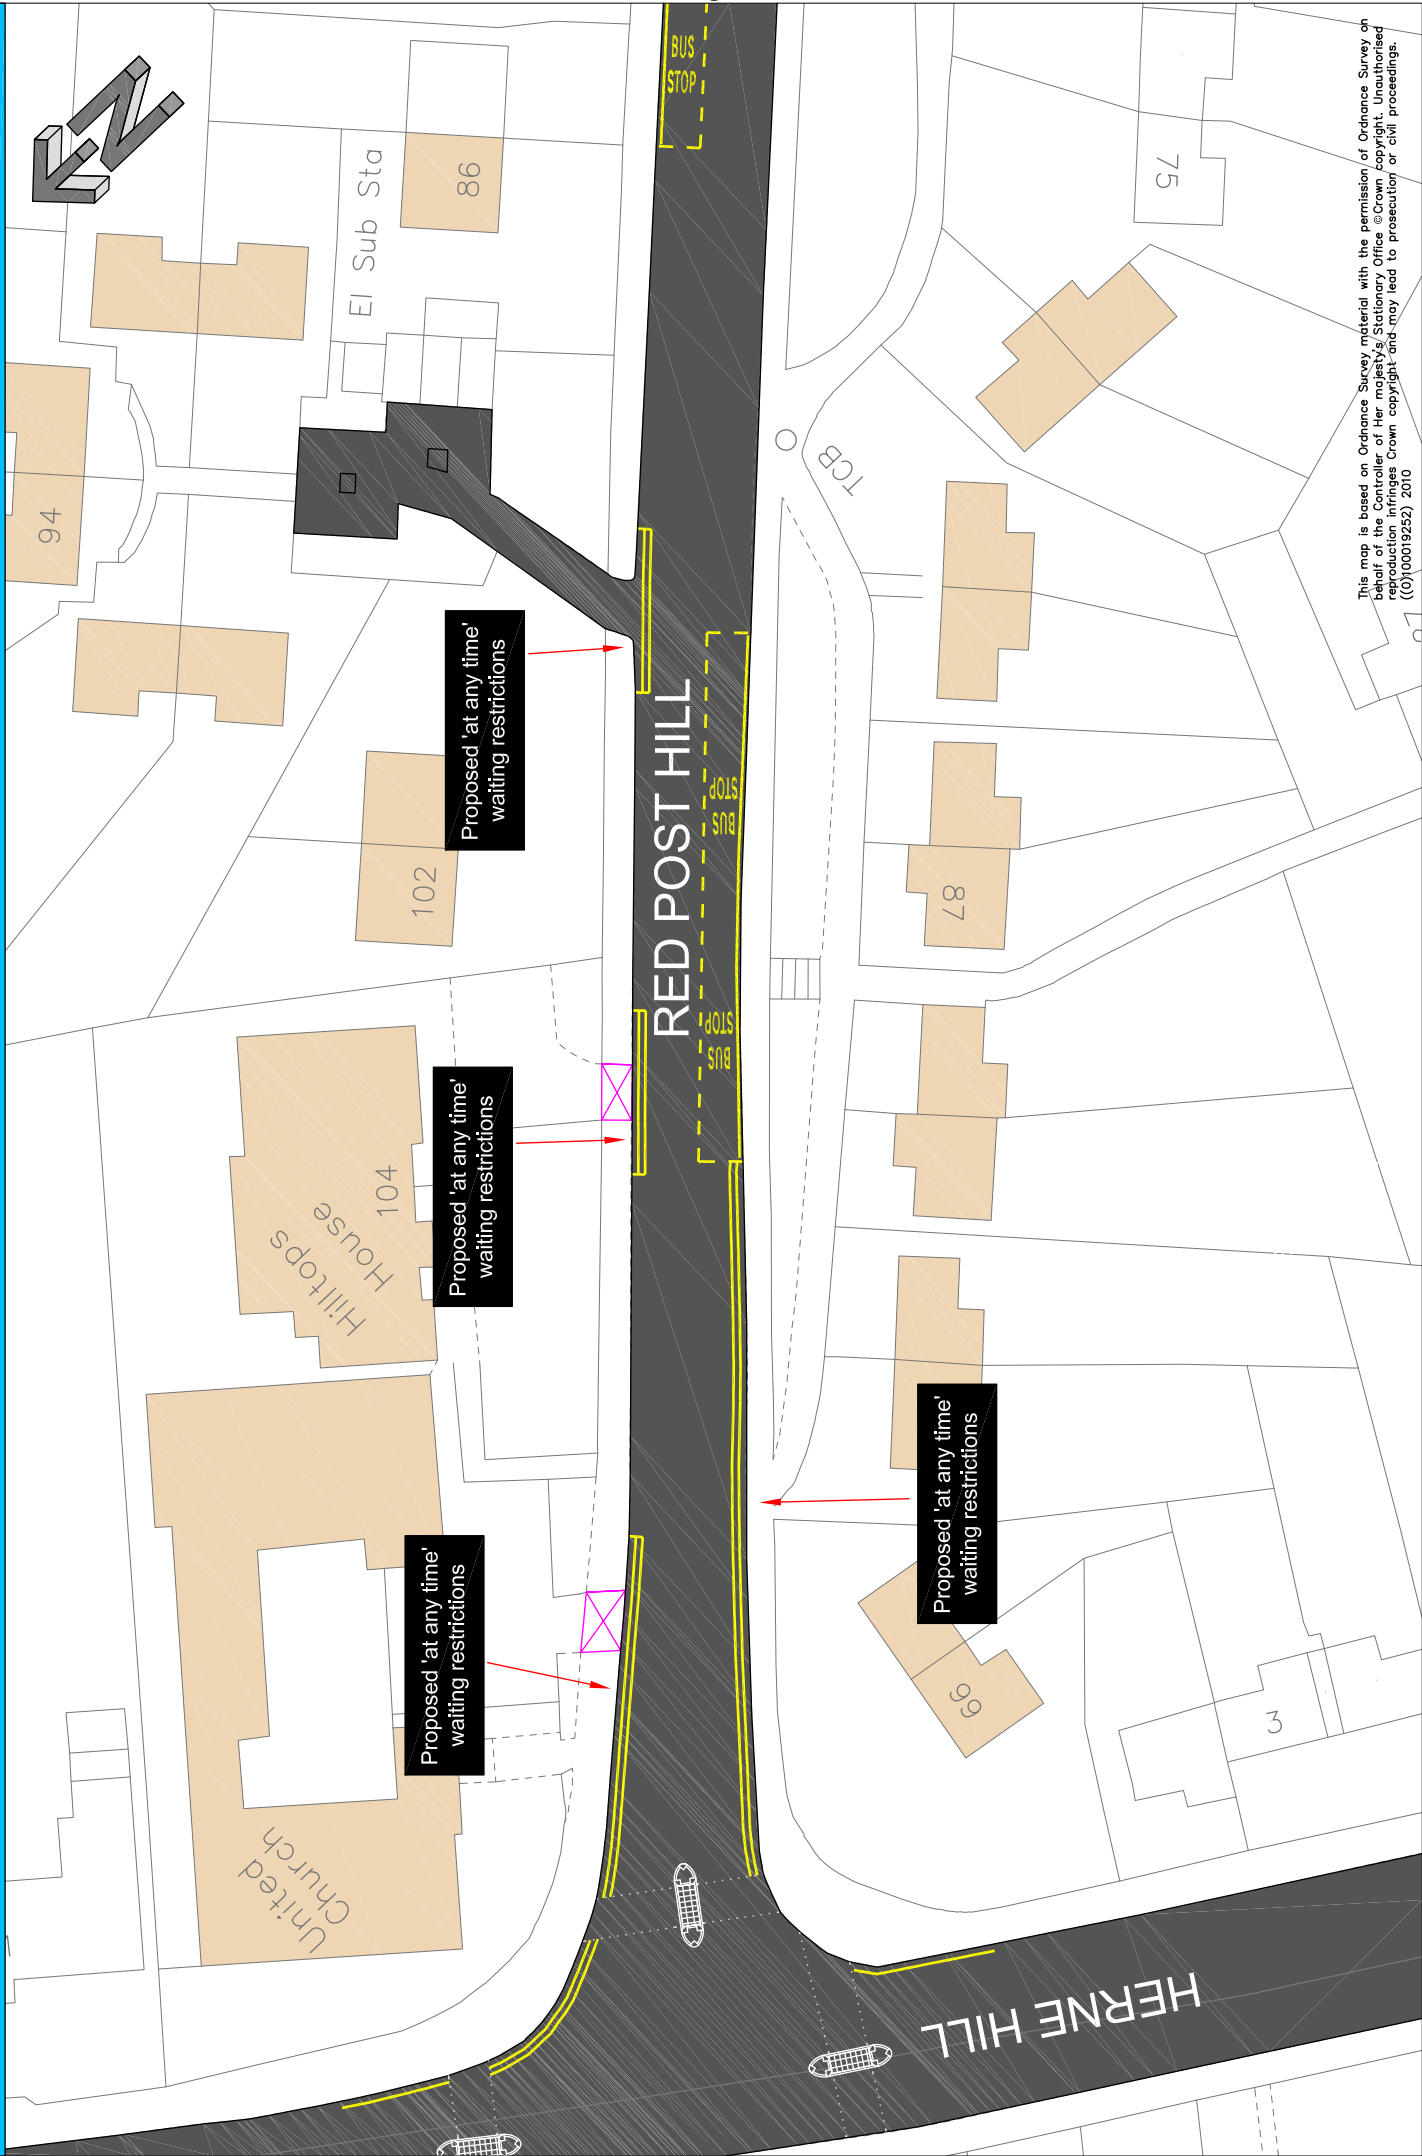 BUS
STOP
75
This map is based on Ordnance Survey material with the permission of Ordnance Survey on
behalf of the Controller of Her majesty's Stationary Office ©Crown copyright. Unauthorised
reproduction infringes Crown copyright and may lead to prosecution or civil proceedings.
((0)100019252) 2010
El Sub Sta
86
94
TCB
Proposed 'at any time'
waiting restrictions
RED POST HILL
BUS
STOP
102
87
BUS
STOP
Proposed 'at any time'
waiting restrictions
Hilltops
House
104
Proposed 'at any time'
waiting restrictions
Proposed 'at any time'
waiting restrictions
99
3
United
Church
HERNE HILL
N